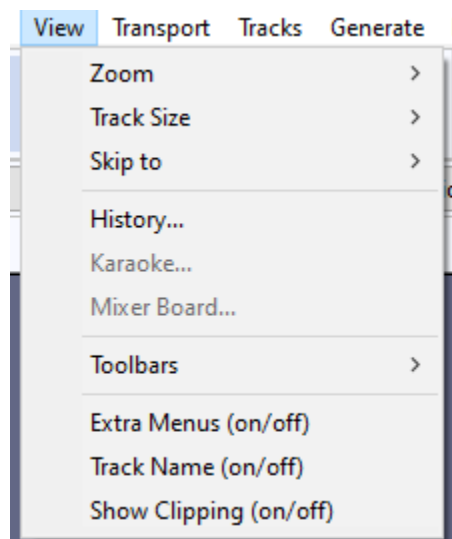 View Transport Tracks Generate
Zoom >
Track Size >
Skip to >
History...
Karaoke...
Mixer Board...
Toolbars >
Extra Menus (on/off)
Track Name (on/off)
Show Clipping (on/off)